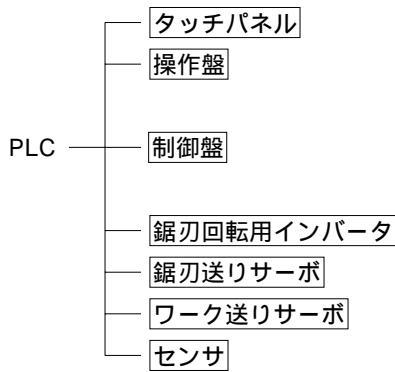 タッチパネル
操作盤
PLC
制御盤
鋸刃回転用インバータ
鋸刃送りサーボ
ワーク送りサーボ
センサ